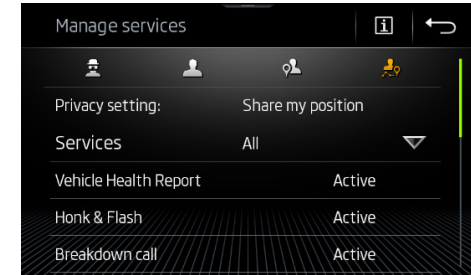 Manage services
Privacy setting: Share my position
Services All
Vehicle Health Report Active
Honk & Flash Active
Breakdown call Active